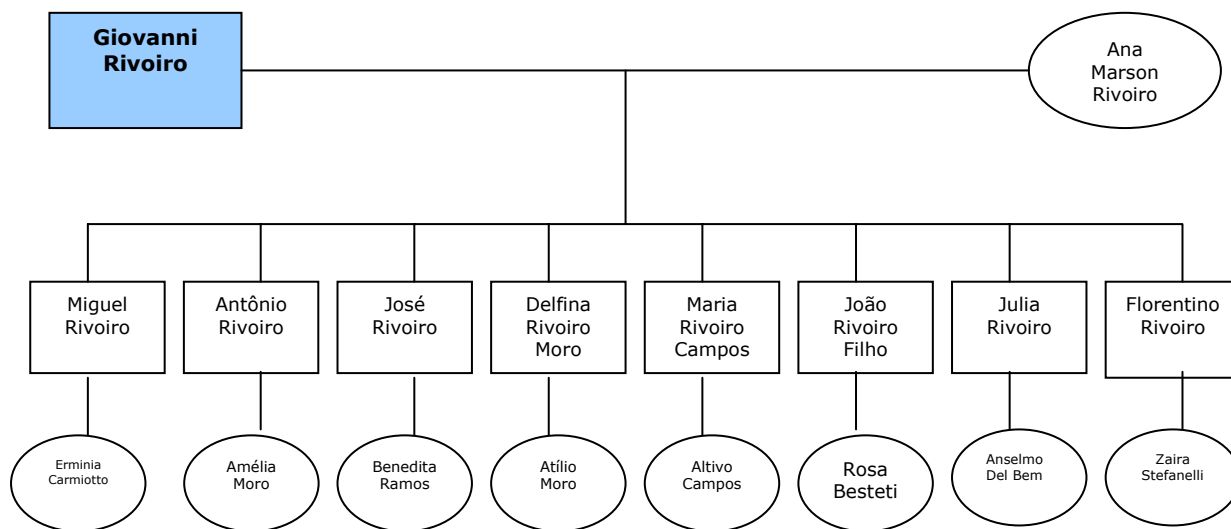 Giovanni
Rivoiro
Ana
Marson
Rivoiro
Miguel
Rivoiro
Antônio
Rivoiro
José
Rivoiro
Delfina
Rivoiro
Moro
Maria
Rivoiro
Campos
João
Rivoiro
Filho
Julia
Rivoiro
Florentino
Rivoiro
Erminia
Carmiotto
Amélia
Moro
Benedita
Ramos
Atílio
Moro
Altivo
Campos
Rosa
Besteti
Anselmo
Del Bem
Zaira
Stefanelli